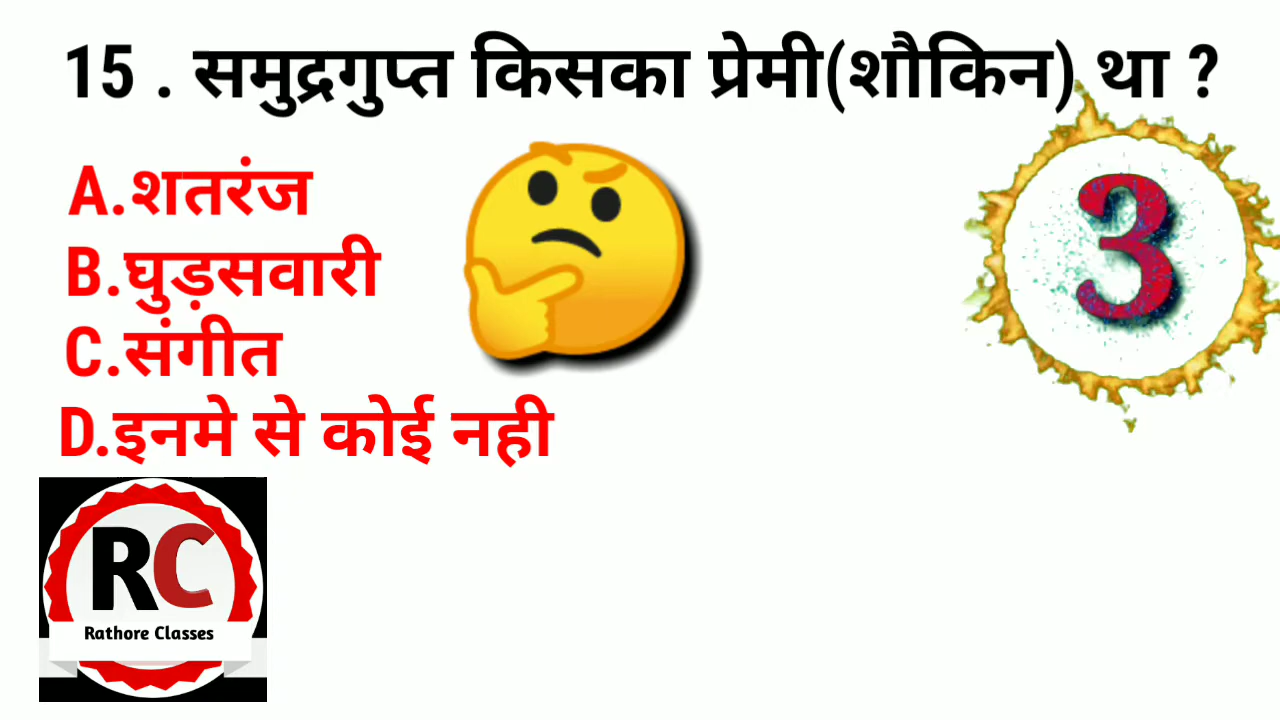 15 . समुद्रगुप्त किसका प्रेमी(शौकिन) था ?
A.शतरंज
B.घुड़सवारी
C.संगीत
D.इनमे से कोई नही
3
RC
Rathore Classes